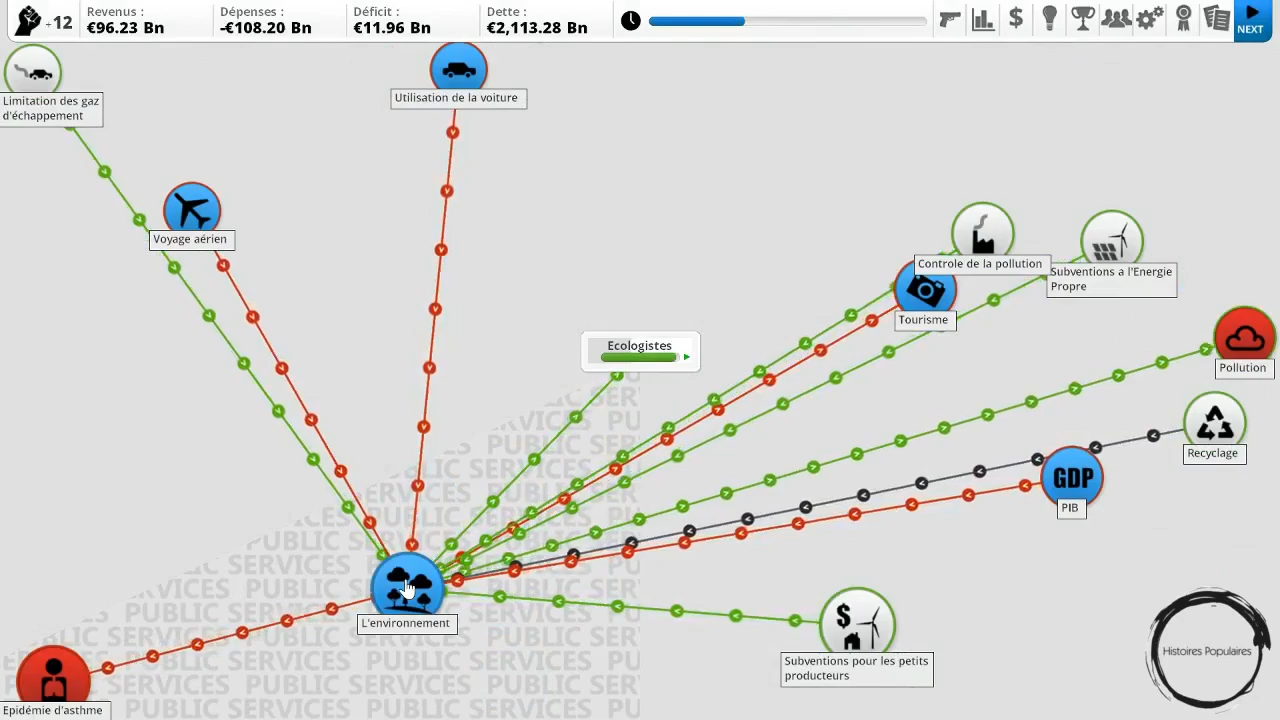 +12
Revenus :
€96.23 Bn
Dépenses :
-€108.20 Bn
Déficit :
€11.96 Bn
Dette :
€2,113.28 Bn
$
NEXT
Limitation des gaz
d'échappement
Utilisation de la voiture
Voyage aérien
Controle de la pollution
Subventions a l'Energie
Propre
Tourisme
Ecologistes
Pollution
Recyclage
GDP
PIB
PUBLIC SERVICES
L'environnement
$
Subventions pour les petits
producteurs
Histoires Populaires
Epidémie d'asthme